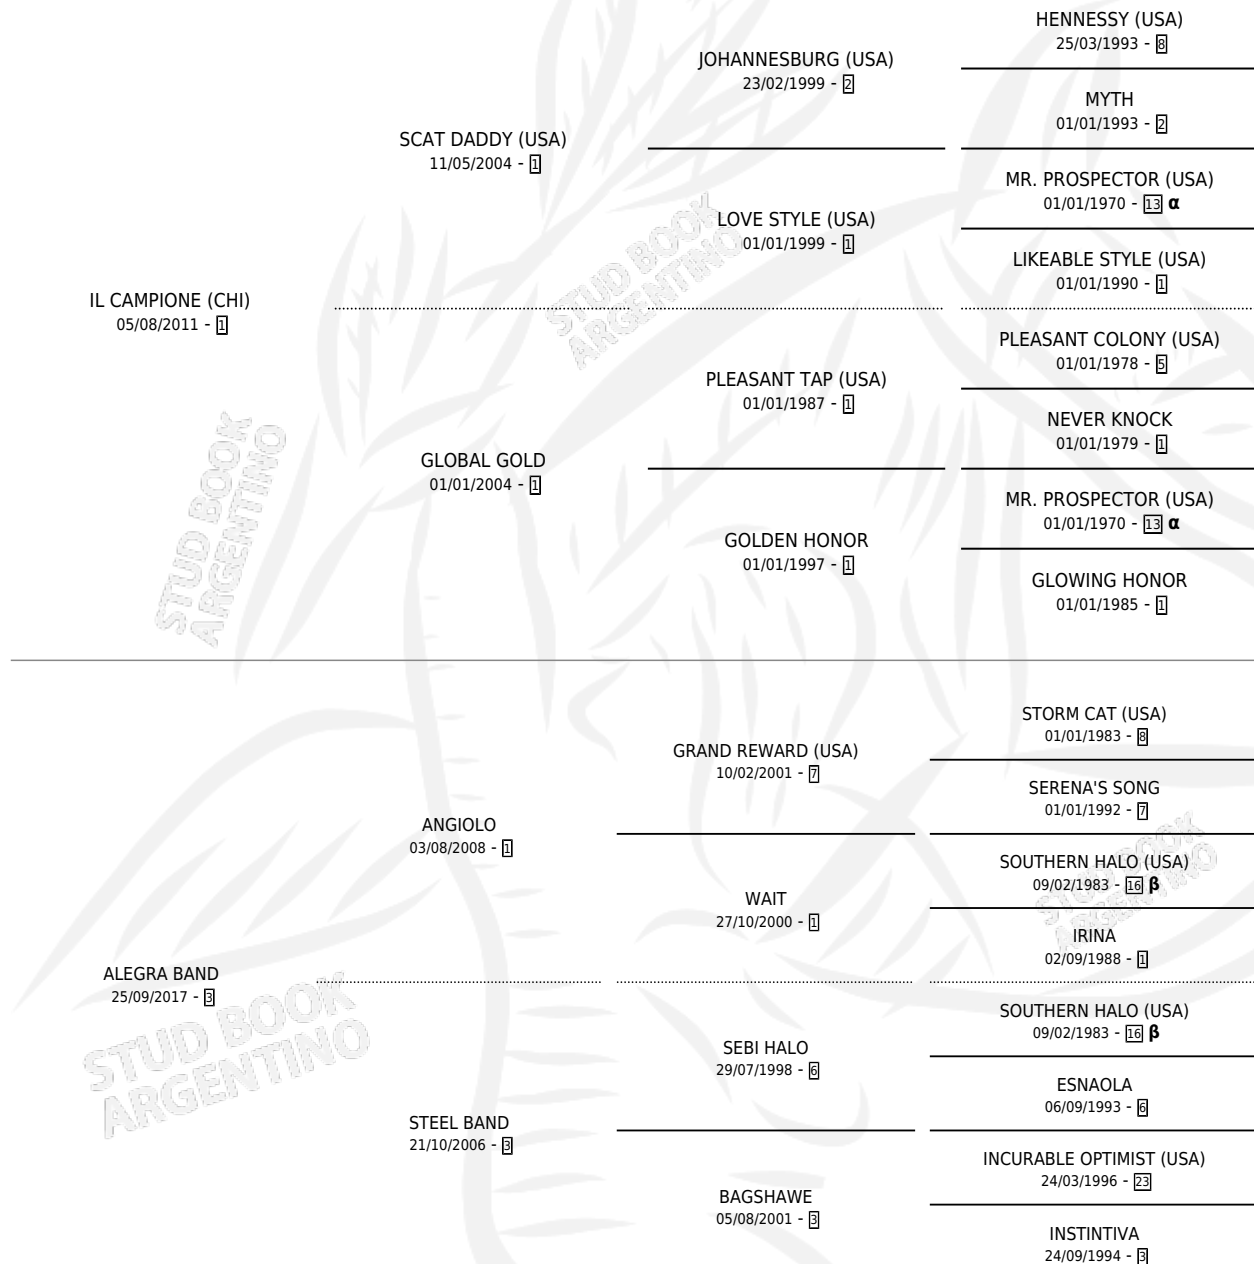 HENNESSY (USA)
25/03/1993 - 8
JOHANNESBURG (USA)
23/02/1999 - 2
MYTH
01/01/1993 - 2
SCAT DADDY (USA)
11/05/2004 - 1
MR. PROSPECTOR (USA)
01/01/1970 - 13 α
LOVE STYLE (USA)
01/01/1999 - 1
LIKEABLE STYLE (USA)
01/01/1990 - 1
IL CAMPIONE (CHI)
05/08/2011 - 1
PLEASANT COLONY (USA)
01/01/1978 - 5
PLEASANT TAP (USA)
01/01/1987 - 1
NEVER KNOCK
01/01/1979 - 1
GLOBAL GOLD
01/01/2004 - 1
MR. PROSPECTOR (USA)
01/01/1970 - 13 α
GOLDEN HONOR
01/01/1997 - 1
GLOWING HONOR
01/01/1985 - 1
STORM CAT (USA)
01/01/1983 - 8
GRAND REWARD (USA)
10/02/2001 - 7
SERENA'S SONG
01/01/1992 - 7
ANGIOLO
03/08/2008 - 1
SOUTHERN HALO (USA)
09/02/1983 - 16 β
WAIT
27/10/2000 - 1
IRINA
02/09/1988 - 1
ALEGRA BAND
25/09/2017 - 3
SOUTHERN HALO (USA)
09/02/1983 - 16 β
SEBI HALO
29/07/1998 - 6
ESNAOLA
06/09/1993 - 6
STEEL BAND
21/10/2006 - 3
INCURABLE OPTIMIST (USA)
24/03/1996 - 23
BAGSHAWE
05/08/2001 - 3
INSTINTIVA
24/09/1994 - 3
STUD BOOK
ARGENTINO
STUD BOOK
ARGENTINO
STUD BOOK
ARGENTINO
STUD BOOK
ARGENTINO